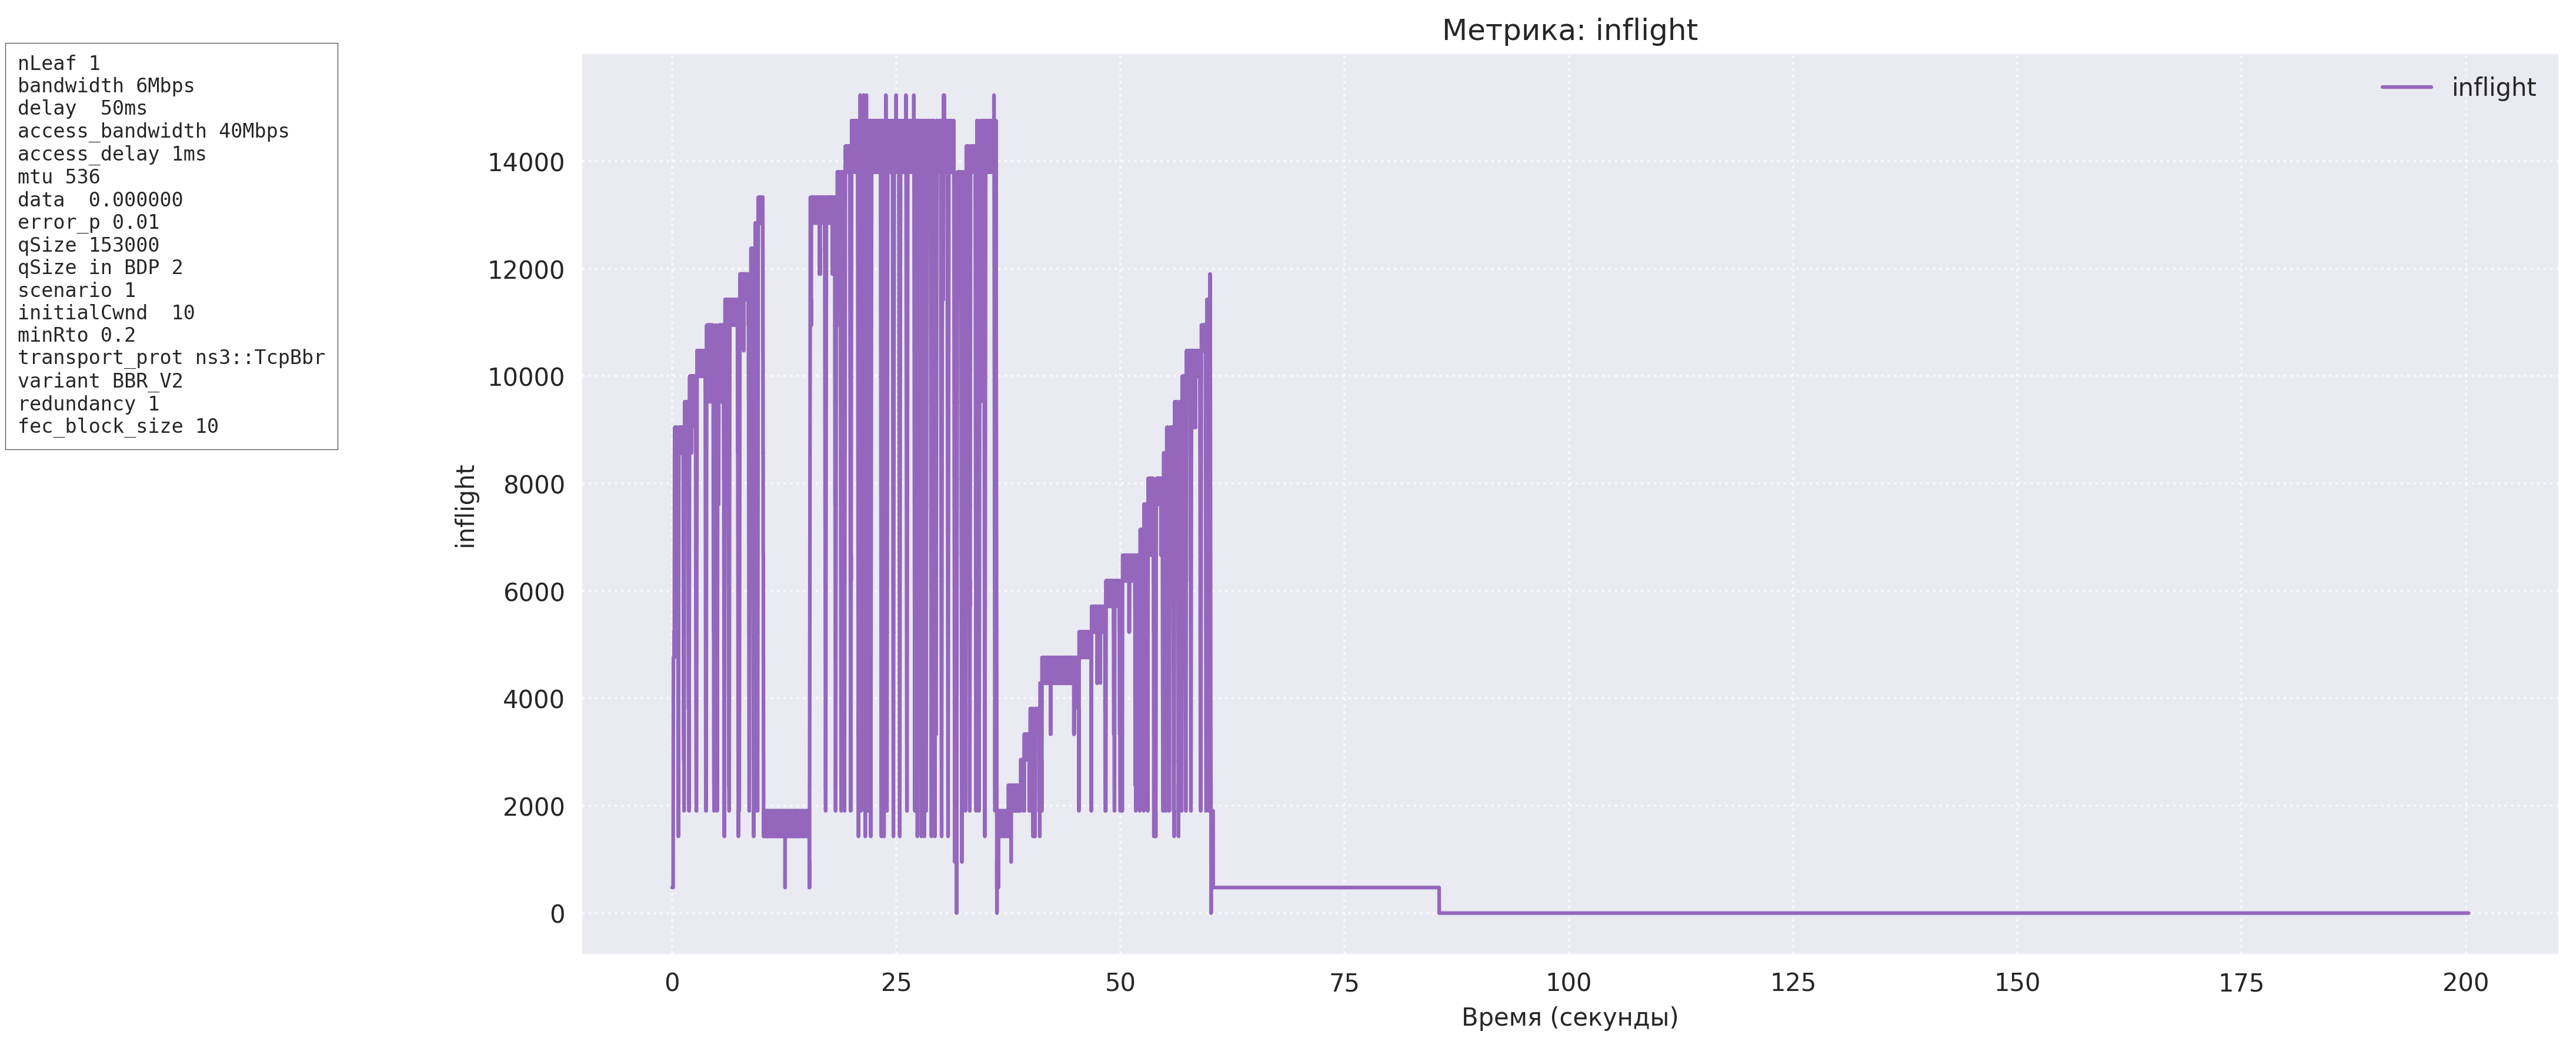 Метрика: inflight
nLeaf 1
bandwidth 6Mbps
delay  50ms
access_bandwidth 40Mbps
access_delay 1ms
mtu 536
data  0.000000
error_p 0.01
qSize 153000
qSize in BDP 2
scenario 1
initialCwnd  10
minRto 0.2
transport_prot ns3::TcpBbr
variant BBR_V2
redundancy 1
fec_block_size 10
inflight
inflight
14000
12000
10000
8000
6000
4000
2000
0
0 25 50 75 100 125 150 175 200
Время (секунды)